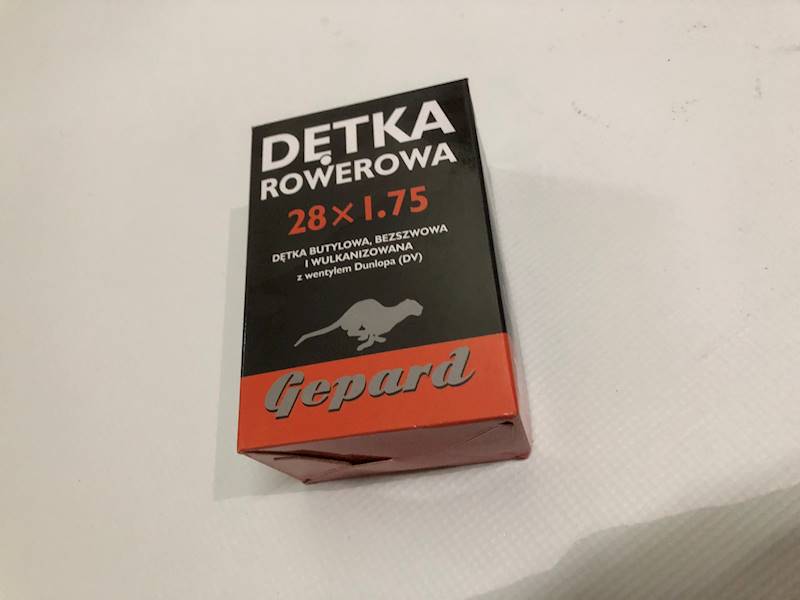 DĘTKA
ROWEROWA
28×1.75
DĘTKA BUTYLOWA, BEZSZWOWA
I WULKANIZOWANA
z wentylem Dunlopa (DV)
Gepard